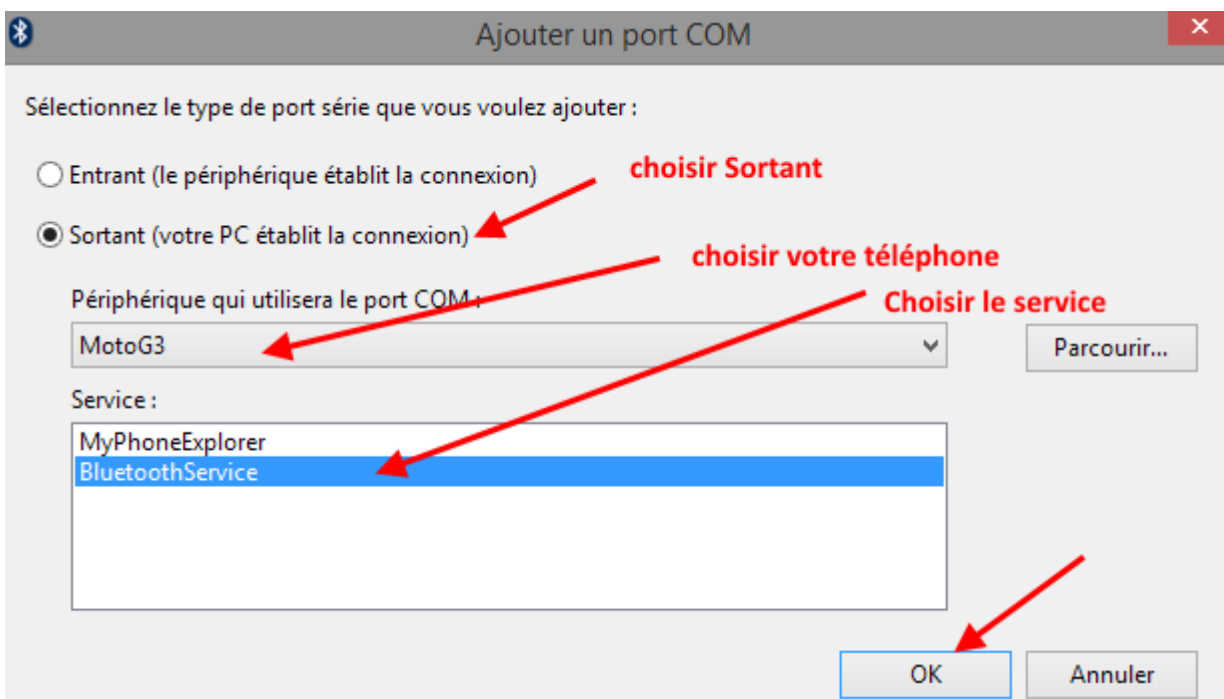 Ajouter un port COM
Sélectionnez le type de port série que vous voulez ajouter :
Entrant (le périphérique établit la connexion)
choisir Sortant
Sortant (votre PC établit la connexion)
choisir votre téléphone
Périphérique qui utilisera le port COM :
Choisir le service
MotoG3
Parcourir...
Service :
MyPhoneExplorer
BluetoothService
OK
Annuler